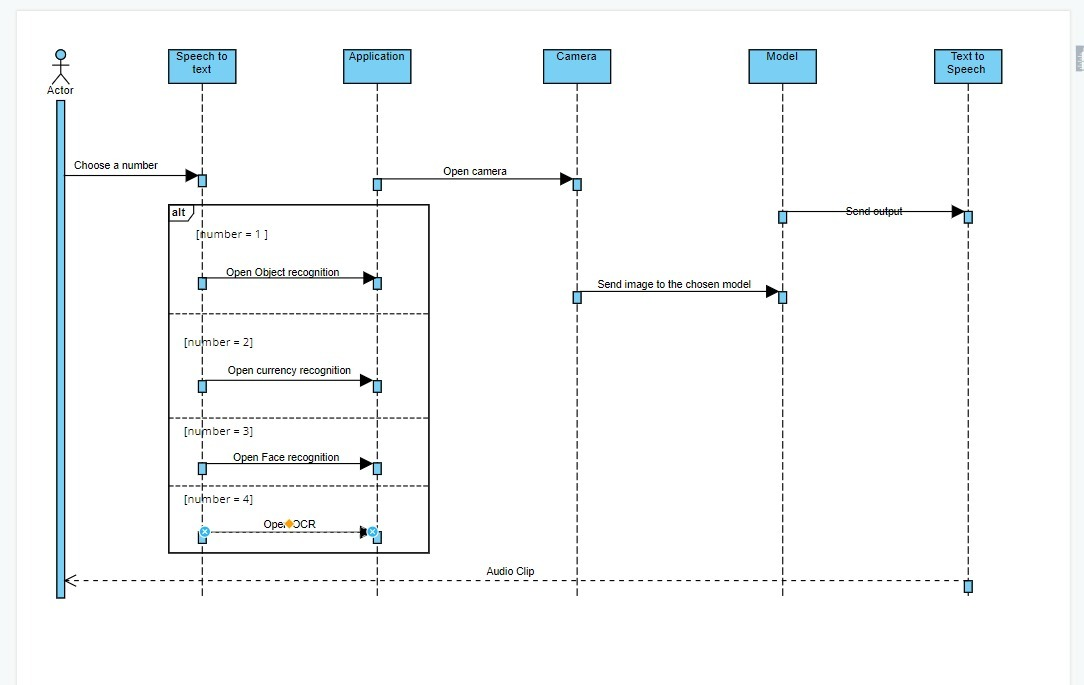 Actor
Speech to
text
Application
Camera
Model
Text to
Speech
Choose a number
Open camera
alt
[number = 1 ]
Send output
Open Object recognition
Send image to the chosen model
[number = 2]
Open currency recognition
[number = 3]
Open Face recognition
[number = 4]
Open OCR
Audio Clip